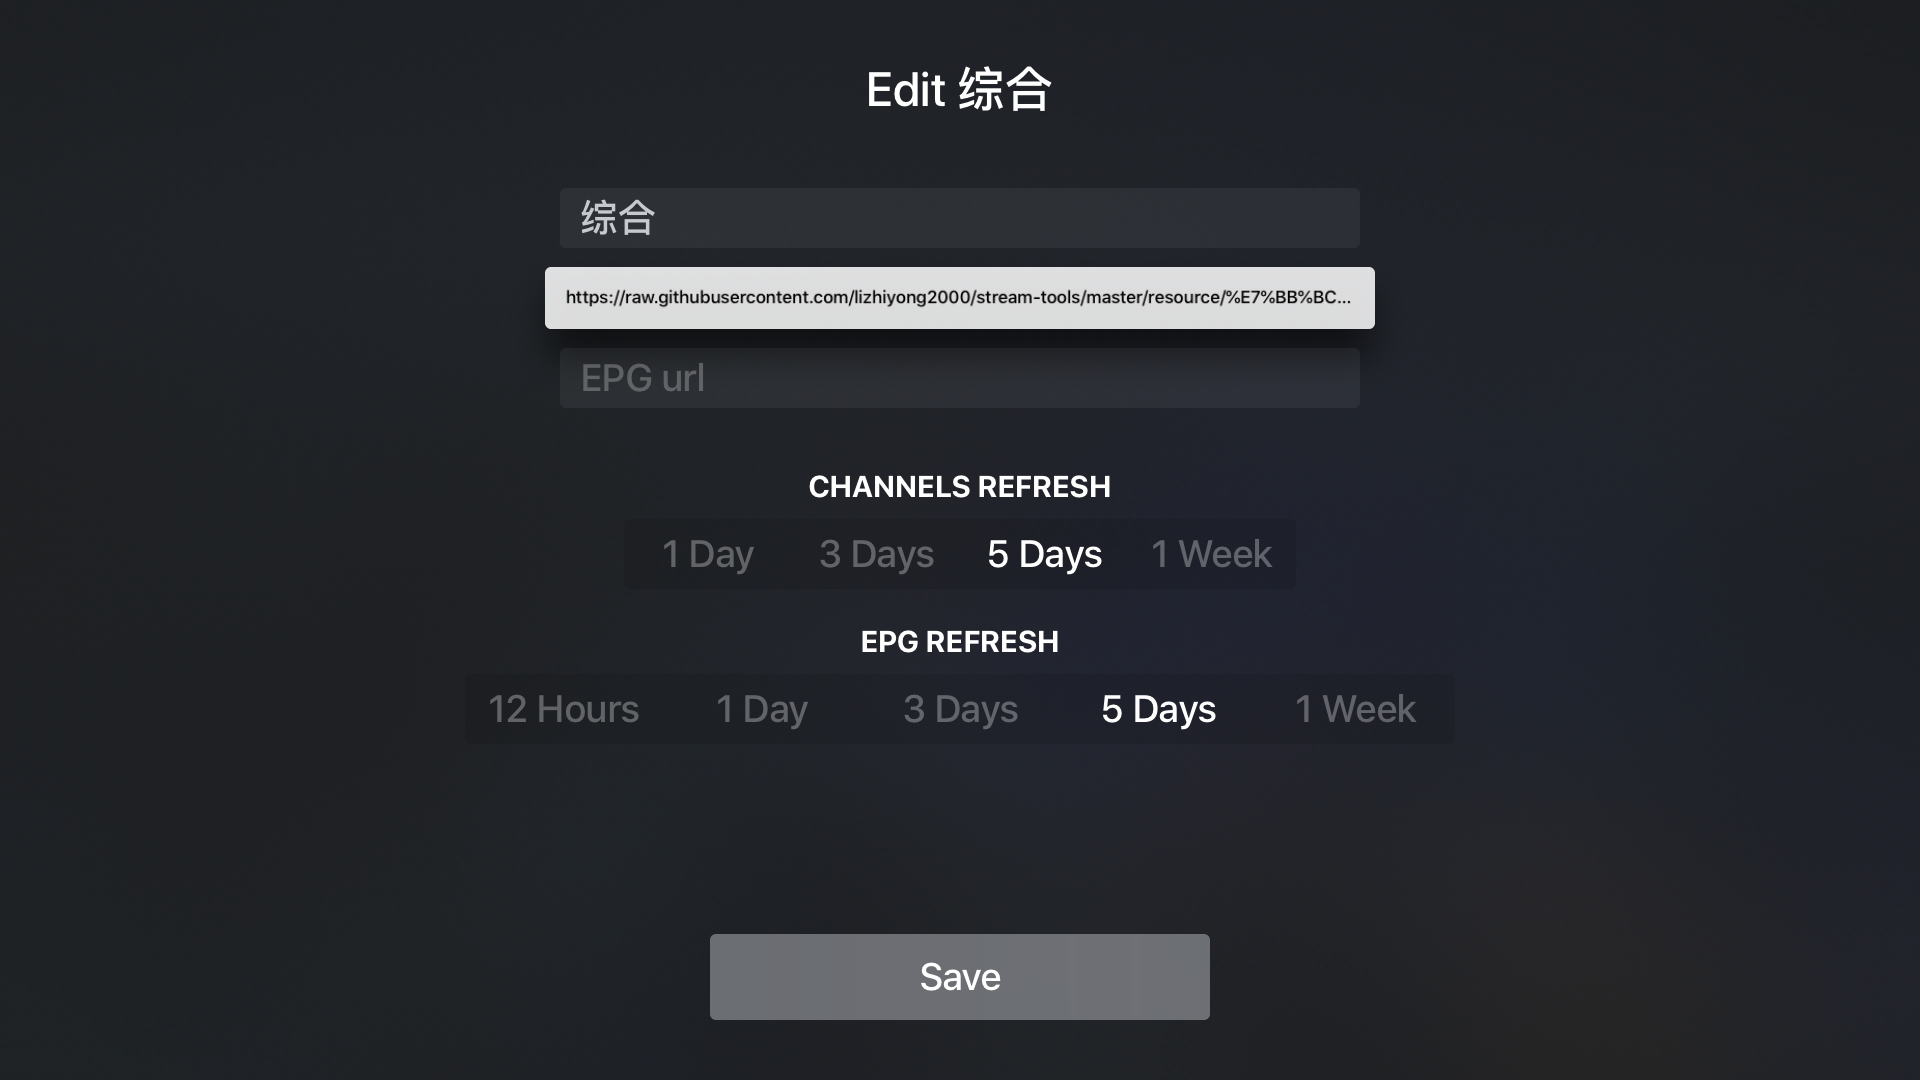 Edit 综合
综合
https://raw.githubusercontent.com/lizhiyong2000/stream-tools/master/resource/%E7%BB%BC...
EPG url
CHANNELS REFRESH
1 Day 3 Days 5 Days 1 Week
EPG REFRESH
12 Hours 1 Day 3 Days 5 Days 1 Week
Save